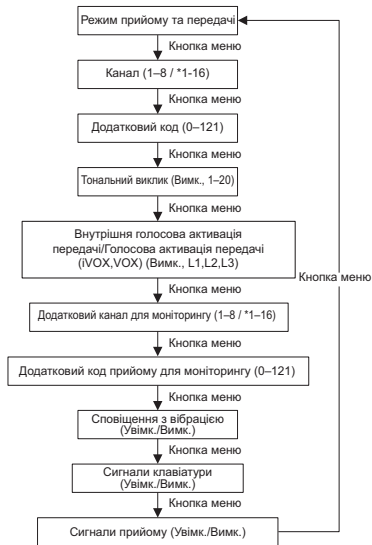 Режим прийому та передачі
Кнопка меню
Канал (1–8 / *1-16)
Кнопка меню
Додатковий код (0–121)
Кнопка меню
Тональний виклик (Вимк., 1–20)
Кнопка меню
Внутрішня голосова активація
передачі/Голосова активація передачі
(iVOX,VOX) (Вимк., L1,L2,L3)
Кнопка меню
Кнопка меню
Додатковий канал для моніторингу (1–8 / *1–16)
Кнопка меню
Додатковий код прийому для моніторингу (0–121)
Кнопка меню
Сповіщення з вібрацією
(Увімк./Вимк.)
Кнопка меню
Сигнали клавіатури
(Увімк./Вимк.)
Кнопка меню
Сигнали прийому (Увімк./Вимк.)